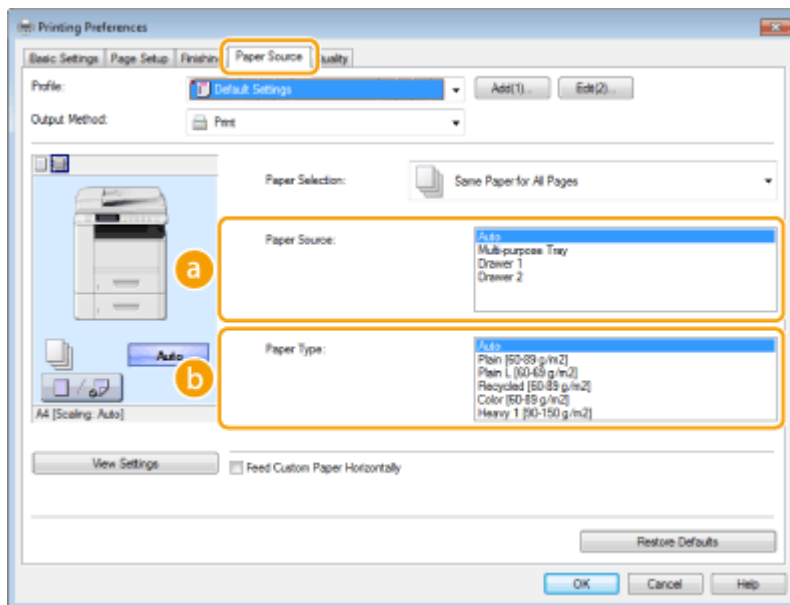 Printing Preferences
Basic Settings Page Setup Finishin Paper Source uality
Profile: Default Settings Add(1)... Edit(2)...
Output Method: Print
Paper Selection: Same Paper for All Pages
a
Paper Source: Auto
Multi-purpose Tray
Drawer 1
Drawer 2
b
Paper Type: Auto
Plain [60-89 g/m2]
Plain L [60-69 g/m2]
Recycled [60-89 g/m2]
Color [60-89 g/m2]
Heavy 1 [90-150 g/m2]
Auto
A4 [Scaling: Auto]
View Settings
Feed Custom Paper Horizontally
Restore Defaults
OK Cancel Help